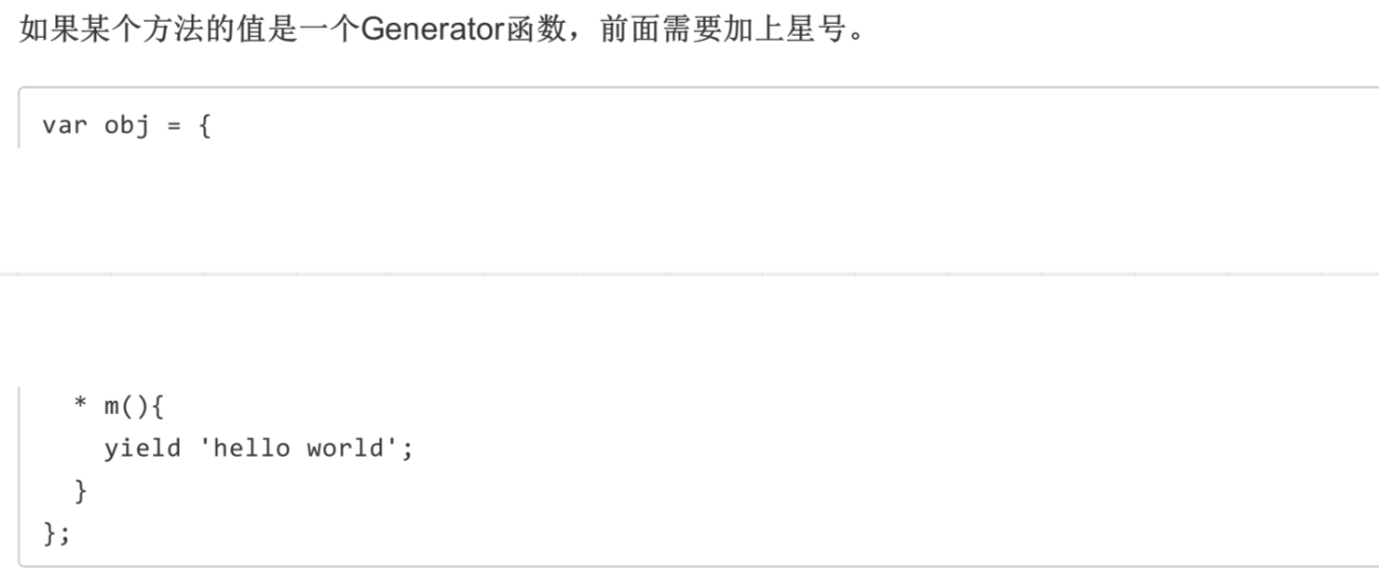 如果某个方法的值是一个Generator函数，前面需要加上星号。
var obj = {
* m(){
yield 'hello world';
}
};